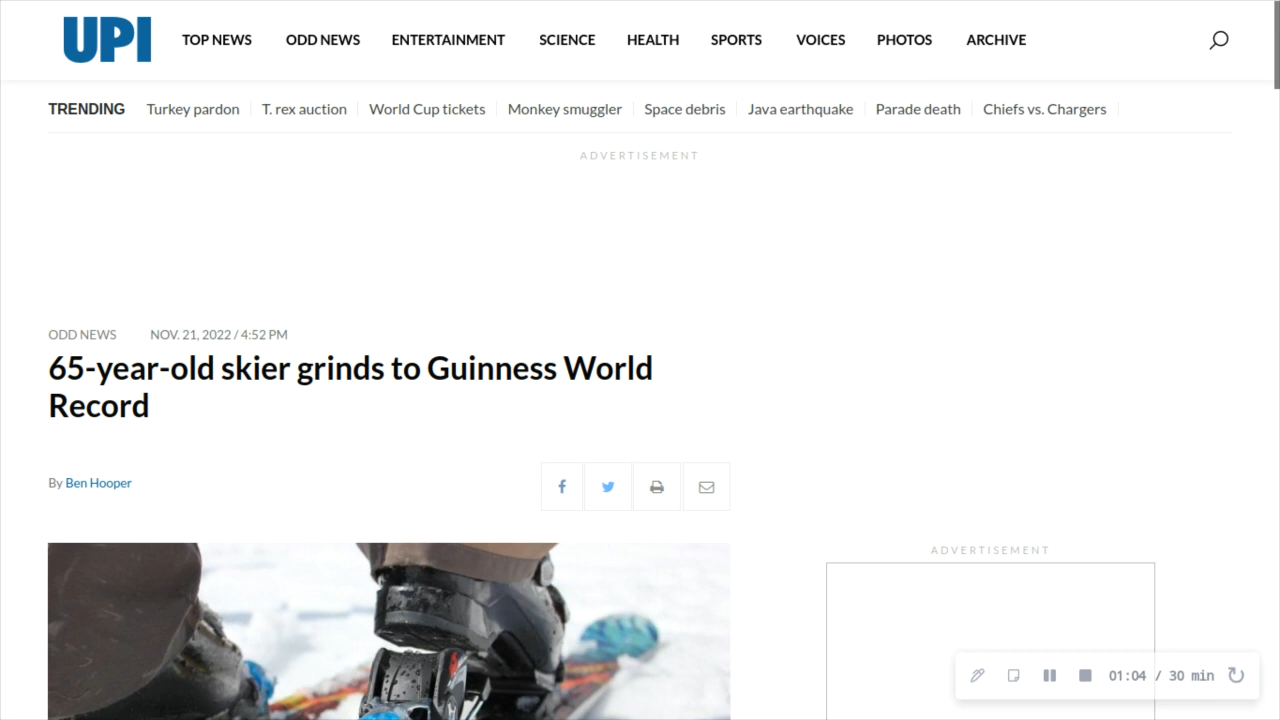 UPI TOP NEWS ODD NEWS ENTERTAINMENT SCIENCE HEALTH SPORTS VOICES PHOTOS ARCHIVE
TRENDING Turkey pardon T. rex auction World Cup tickets Monkey smuggler Space debris Java earthquake Parade death Chiefs vs. Chargers
ADVERTISEMENT
ODD NEWS NOV. 21, 2022 / 4:52 PM
65-year-old skier grinds to Guinness World
Record
By Ben Hooper
ADVERTISEMENT
01:04 / 30 min